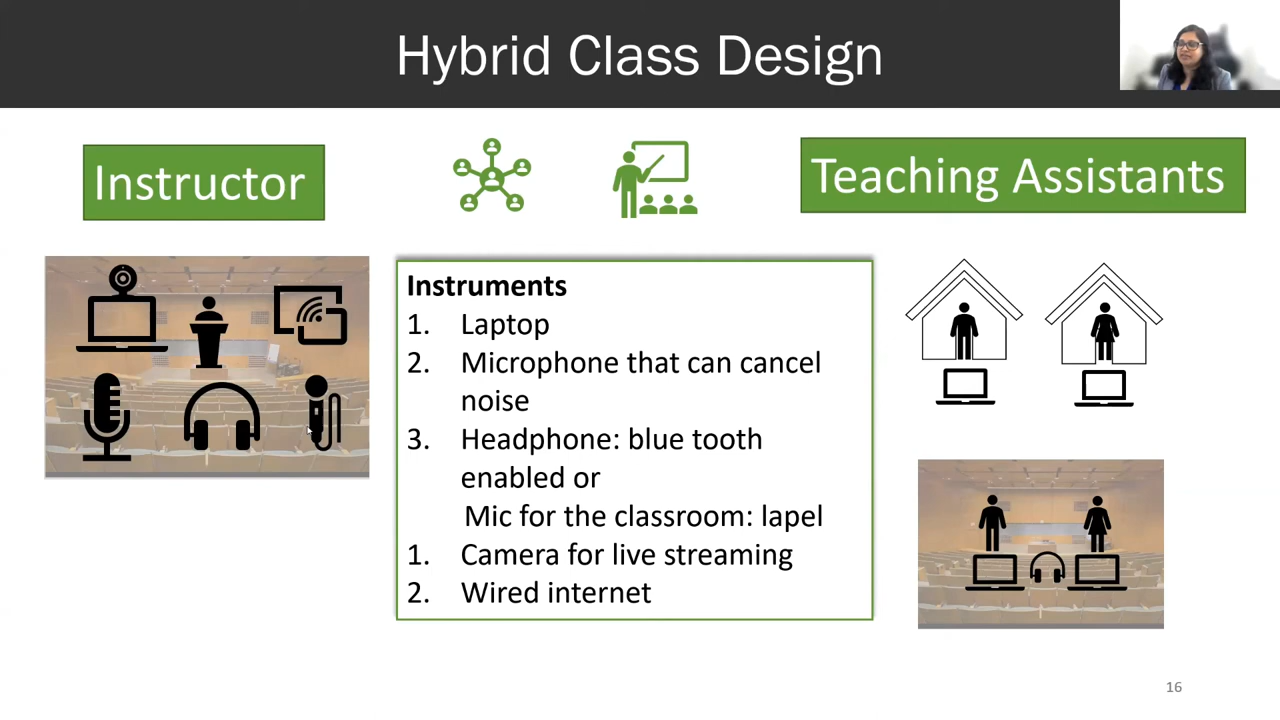 Hybrid Class Design
Instructor
Teaching Assistants
Instruments
1. Laptop
2. Microphone that can cancel
noise
3. Headphone: blue tooth
enabled or
Mic for the classroom: lapel
1. Camera for live streaming
2. Wired internet
16